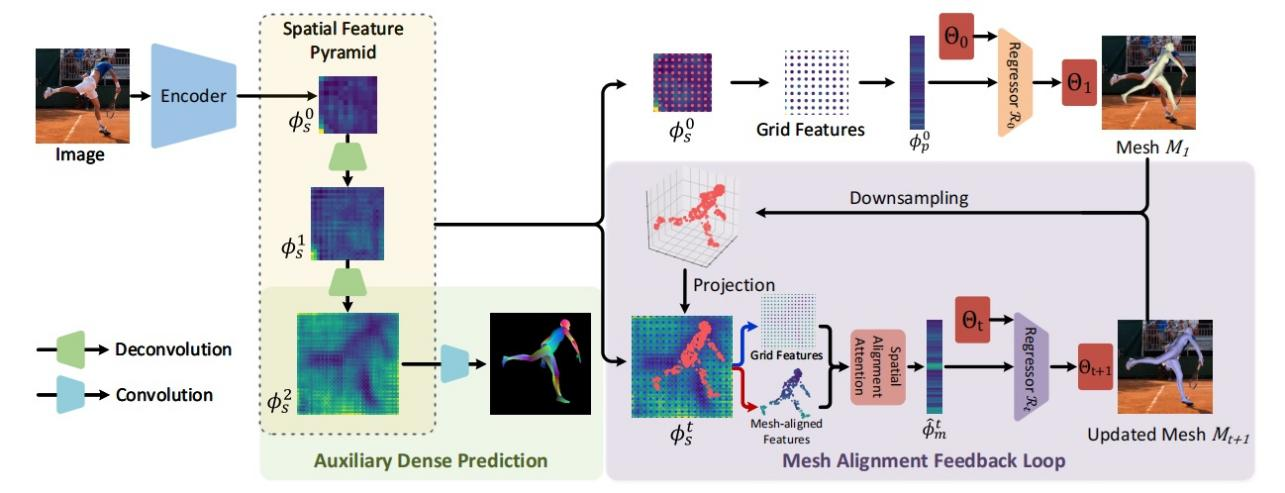 Spatial Feature
Pyramid
Image
Encoder
ϕ_s^0
ϕ_s^1
ϕ_s^2
Deconvolution
Convolution
Auxiliary Dense Prediction
ϕ_s^0
Grid Features
ϕ_p^0
Θ_0
Regressor R_0
Θ_1
Mesh M_1
Downsampling
Projection
ϕ_s^t
Grid Features
Mesh-aligned
Features
Spatial
Alignment
Attention
ϕ̂_m^t
Θ_t
Regressor R_t
Θ_{t+1}
Updated Mesh M_{t+1}
Mesh Alignment Feedback Loop